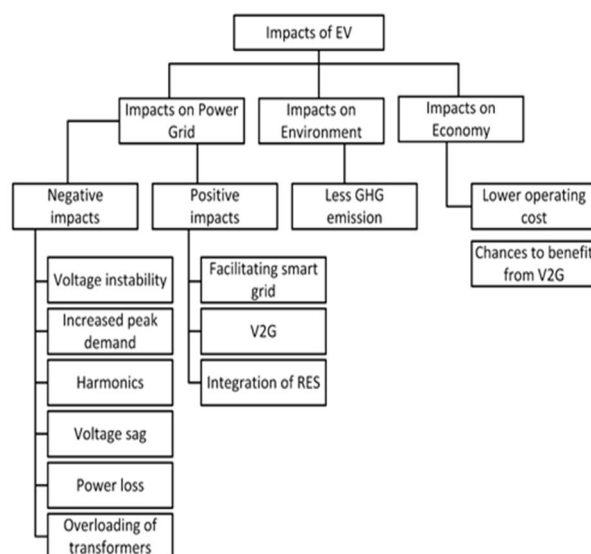 Impacts of EV
Impacts on Power
Grid
Impacts on
Environment
Impacts on
Economy
Negative
impacts
Positive
impacts
Less GHG
emission
Lower operating
cost
Chances to benefit
from V2G
Voltage instability
Increased peak
demand
Harmonics
Voltage sag
Power loss
Overloading of
transformers
Facilitating smart
grid
V2G
Integration of RES